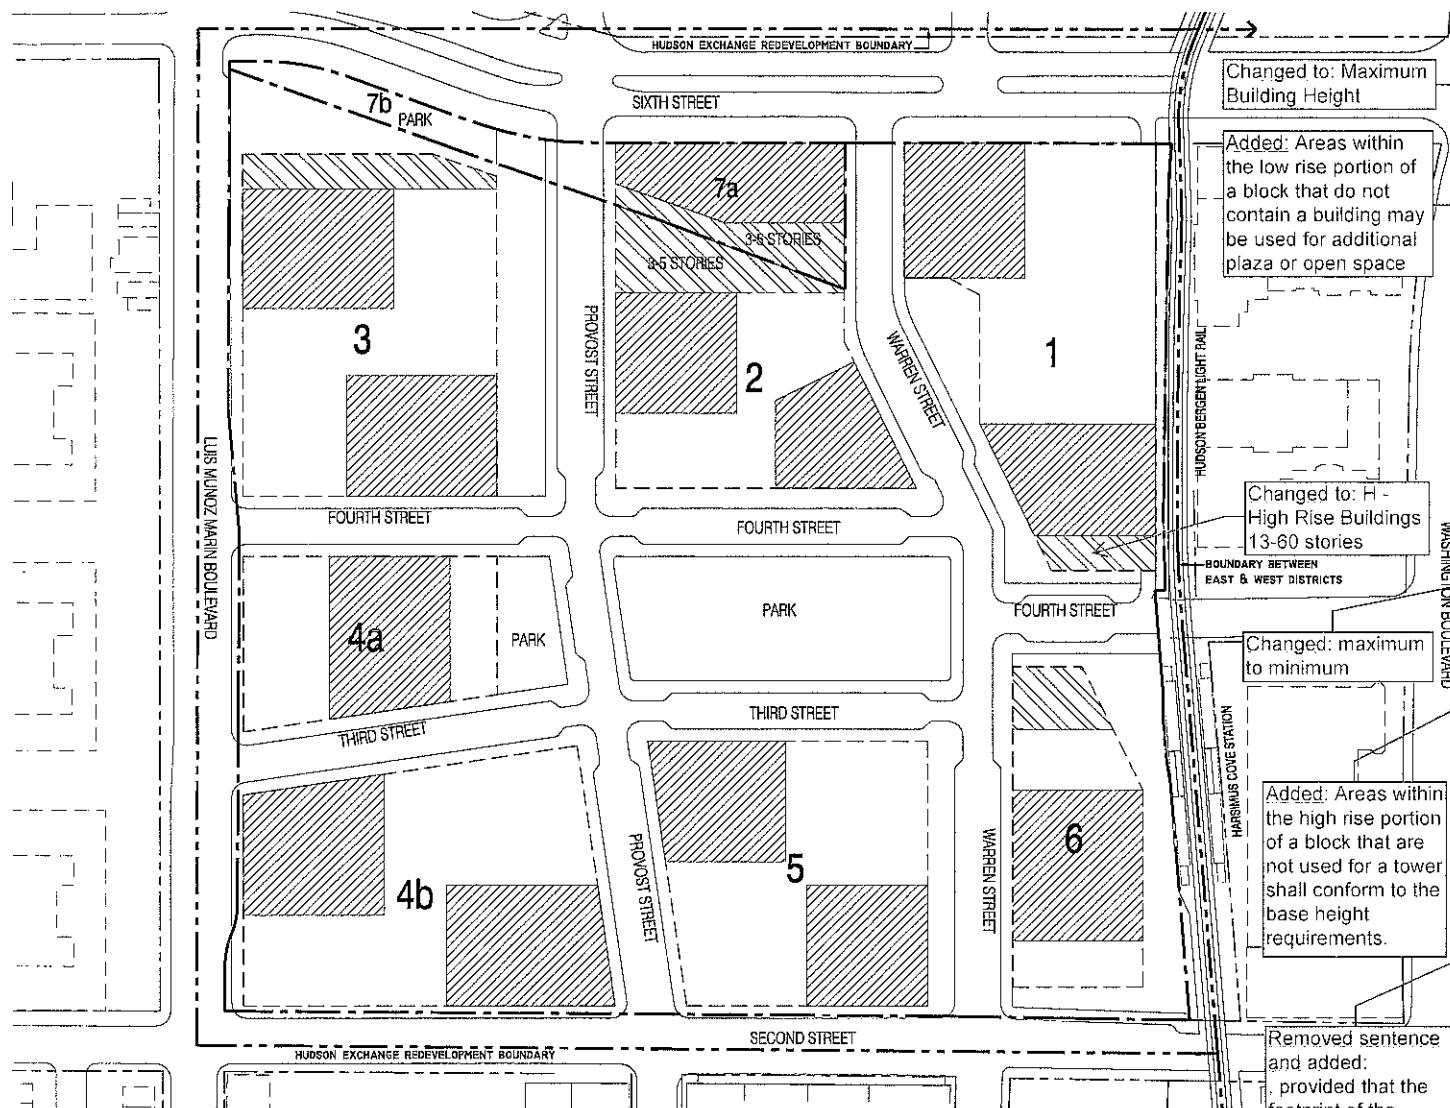 HUDSON EXCHANGE REDEVELOPMENT BOUNDARY
SIXTH STREET
7b
PARK
Changed to: Maximum
Building Height
Added: Areas within
the low rise portion of
a block that do not
contain a building may
be used for additional
plaza or open space
7a
3-5 STORIES
3-5 STORIES
3
PROVOST STREET
2
WARREN STREET
1
HUDSON BERGEN LIGHT RAIL
LUIS MUNOZ MARIN BOULEVARD
FOURTH STREET
FOURTH STREET
Changed to: H -
High Rise Buildings
13-60 stories
BOUNDARY BETWEEN
EAST & WEST DISTRICTS
WASHINGTON BOULEVARD
4a
PARK
PARK
FOURTH STREET
Changed: maximum
to minimum
THIRD STREET
THIRD STREET
HARSIMUS COVE STATION
Added: Areas within
the high rise portion
of a block that are
not used for a tower
shall conform to the
base height
requirements.
4b
PROVOST STREET
5
WARREN STREET
6
SECOND STREET
HUDSON EXCHANGE REDEVELOPMENT BOUNDARY
Removed sentence
and added:
, provided that the
footprint of the